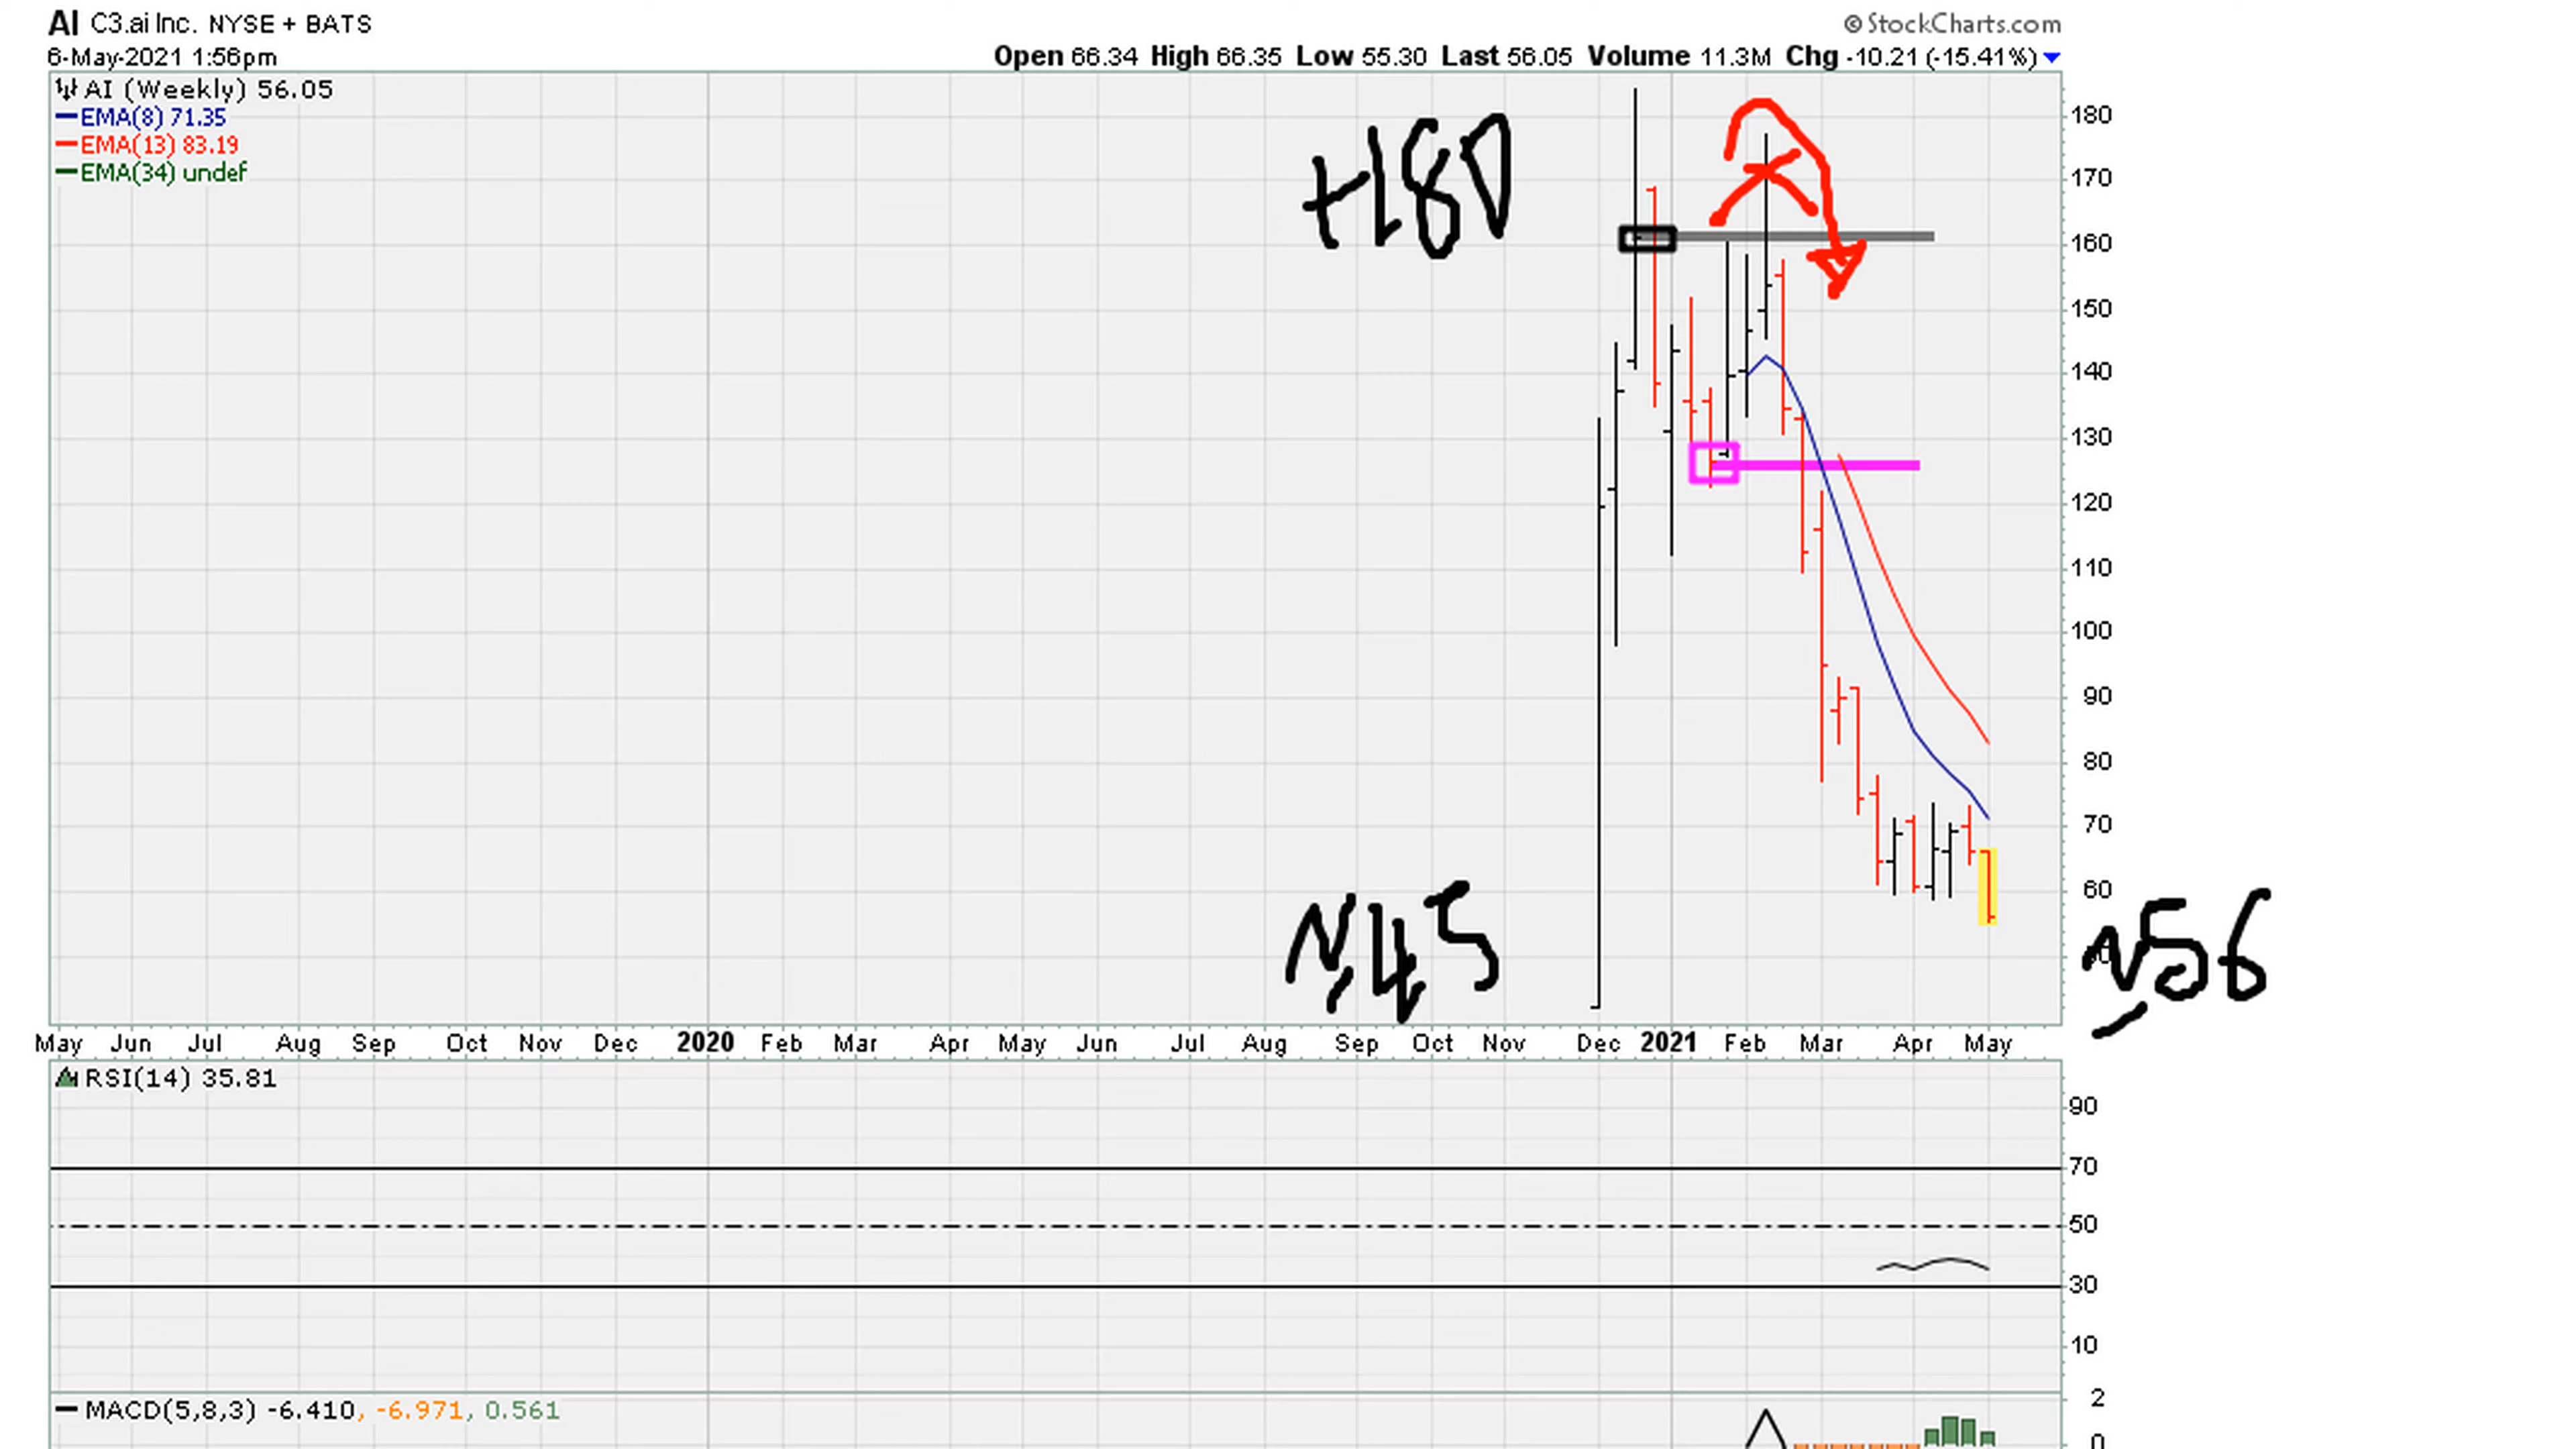 AI C3.ai Inc. NYSE + BATS
© StockCharts.com
6-May-2021 1:56pm
Open 66.34 High 66.35 Low 55.30 Last 56.05 Volume 11.3M Chg -10.21 (-15.41%)
AI (Weekly) 56.05
EMA(8) 71.35
EMA(13) 83.19
EMA(34) undef
180
170
160
150
140
130
120
110
100
90
80
70
60
+180
~45
~56
May Jun Jul Aug Sep Oct Nov Dec 2020 Feb Mar Apr May Jun Jul Aug Sep Oct Nov Dec 2021 Feb Mar Apr May
RSI(14) 35.81
90
70
50
30
10
MACD(5,8,3) -6.410, -6.971, 0.561
2
0